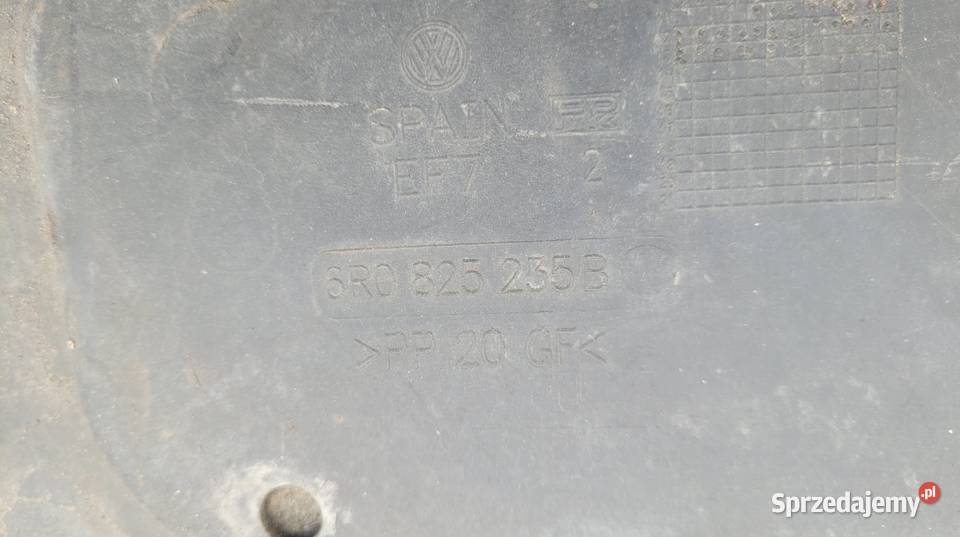 SPAIN
EF7 2
6R0 825 235 B
>PP 20 GF<
Sprzedajemy.pl